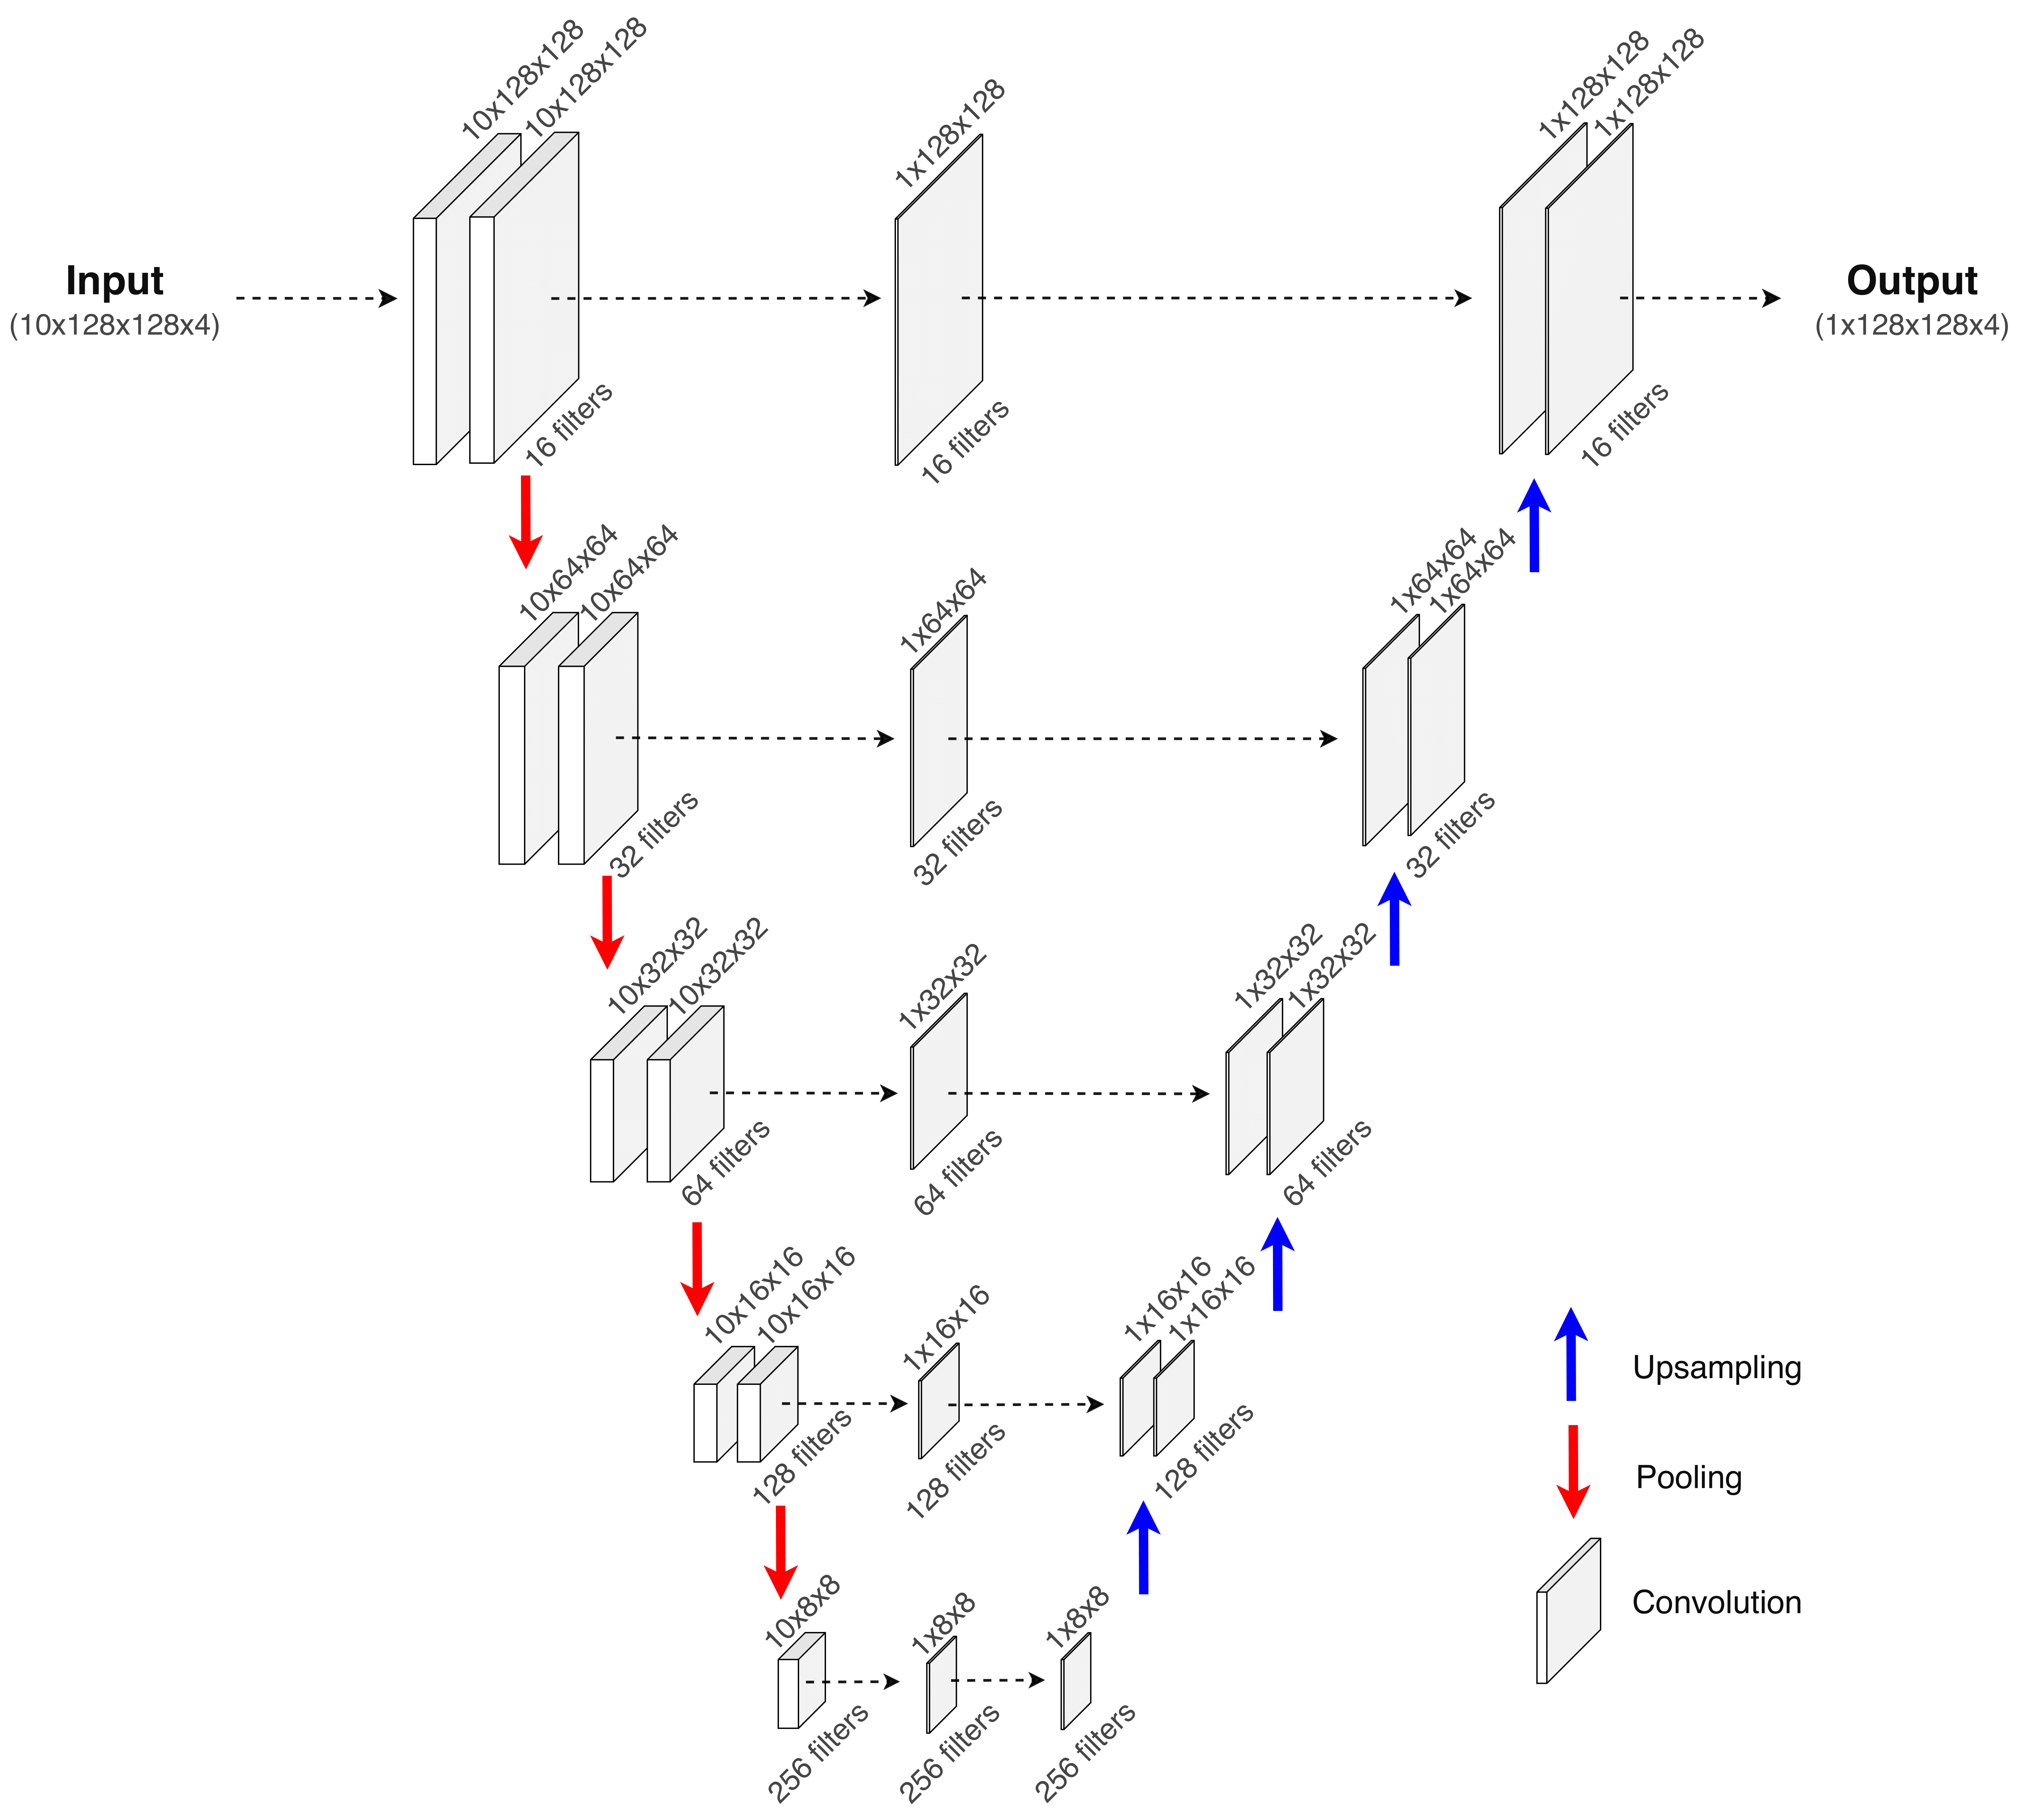 10x128x128
10x128x128
1x128x128
1x128x128
1x128x128
Input
(10x128x128x4)
Output
(1x128x128x4)
16 filters
16 filters
16 filters
10x64x64
10x64x64
1x64x64
1x64x64
1x64x64
32 filters
32 filters
32 filters
10x32x32
10x32x32
1x32x32
1x32x32
1x32x32
64 filters
64 filters
64 filters
10x16x16
10x16x16
1x16x16
1x16x16
1x16x16
128 filters
128 filters
128 filters
10x8x8
1x8x8
1x8x8
256 filters
256 filters
256 filters
Upsampling
Pooling
Convolution